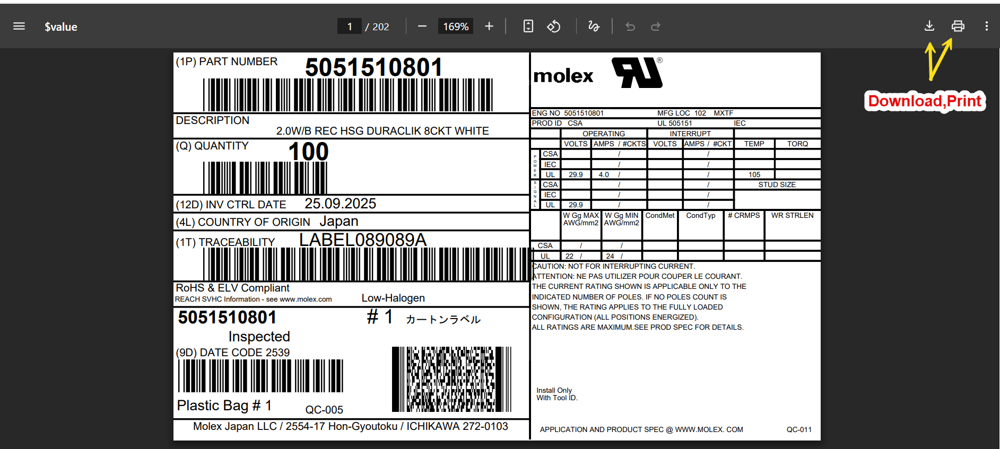 $value
1 / 202
169%
Download,Print
(1P) PART NUMBER
5051510801
DESCRIPTION
2.0W/B REC HSG DURACLIK 8CKT WHITE
(Q) QUANTITY
100
(12D) INV CTRL DATE 25.09.2025
(4L) COUNTRY OF ORIGIN Japan
(1T) TRACEABILITY LABEL089089A
RoHS & ELV Compliant
REACH SVHC Information - see www.molex.com
Low-Halogen
5051510801
# 1 カートンラベル
Inspected
(9D) DATE CODE 2539
Plastic Bag # 1
QC-005
Molex Japan LLC / 2554-17 Hon-Gyoutoku / ICHIKAWA 272-0103
molex RU ®
ENG NO 5051510801 MFG LOC 102 MXTF
PROD ID CSA UL 505151 IEC
OPERATING INTERRUPT
VOLTS AMPS / #CKTS VOLTS AMPS / #CKT TEMP TORQ
POWER
CSA / /
IEC / /
UL 29.9 4.0 / / 105
SIGNAL
CSA / / STUD SIZE
IEC / /
UL 29.9 / /
W Gg MAX W Gg MIN CondMet CondTyp # CRMPS WR STRLEN
AWG/mm2 AWG/mm2
CSA / /
UL 22 / 24 /
CAUTION: NOT FOR INTERRUPTING CURRENT.
ATTENTION: NE PAS UTILIZER POUR COUPER LE COURANT.
THE CURRENT RATING SHOWN IS APPLICABLE ONLY TO THE
INDICATED NUMBER OF POLES. IF NO POLES COUNT IS
SHOWN, THE RATING APPLIES TO THE FULLY LOADED
CONFIGURATION (ALL POSITIONS ENERGIZED).
ALL RATINGS ARE MAXIMUM.SEE PROD SPEC FOR DETAILS.
Install Only
With Tool ID.
APPLICATION AND PRODUCT SPEC @ WWW.MOLEX. COM QC-011